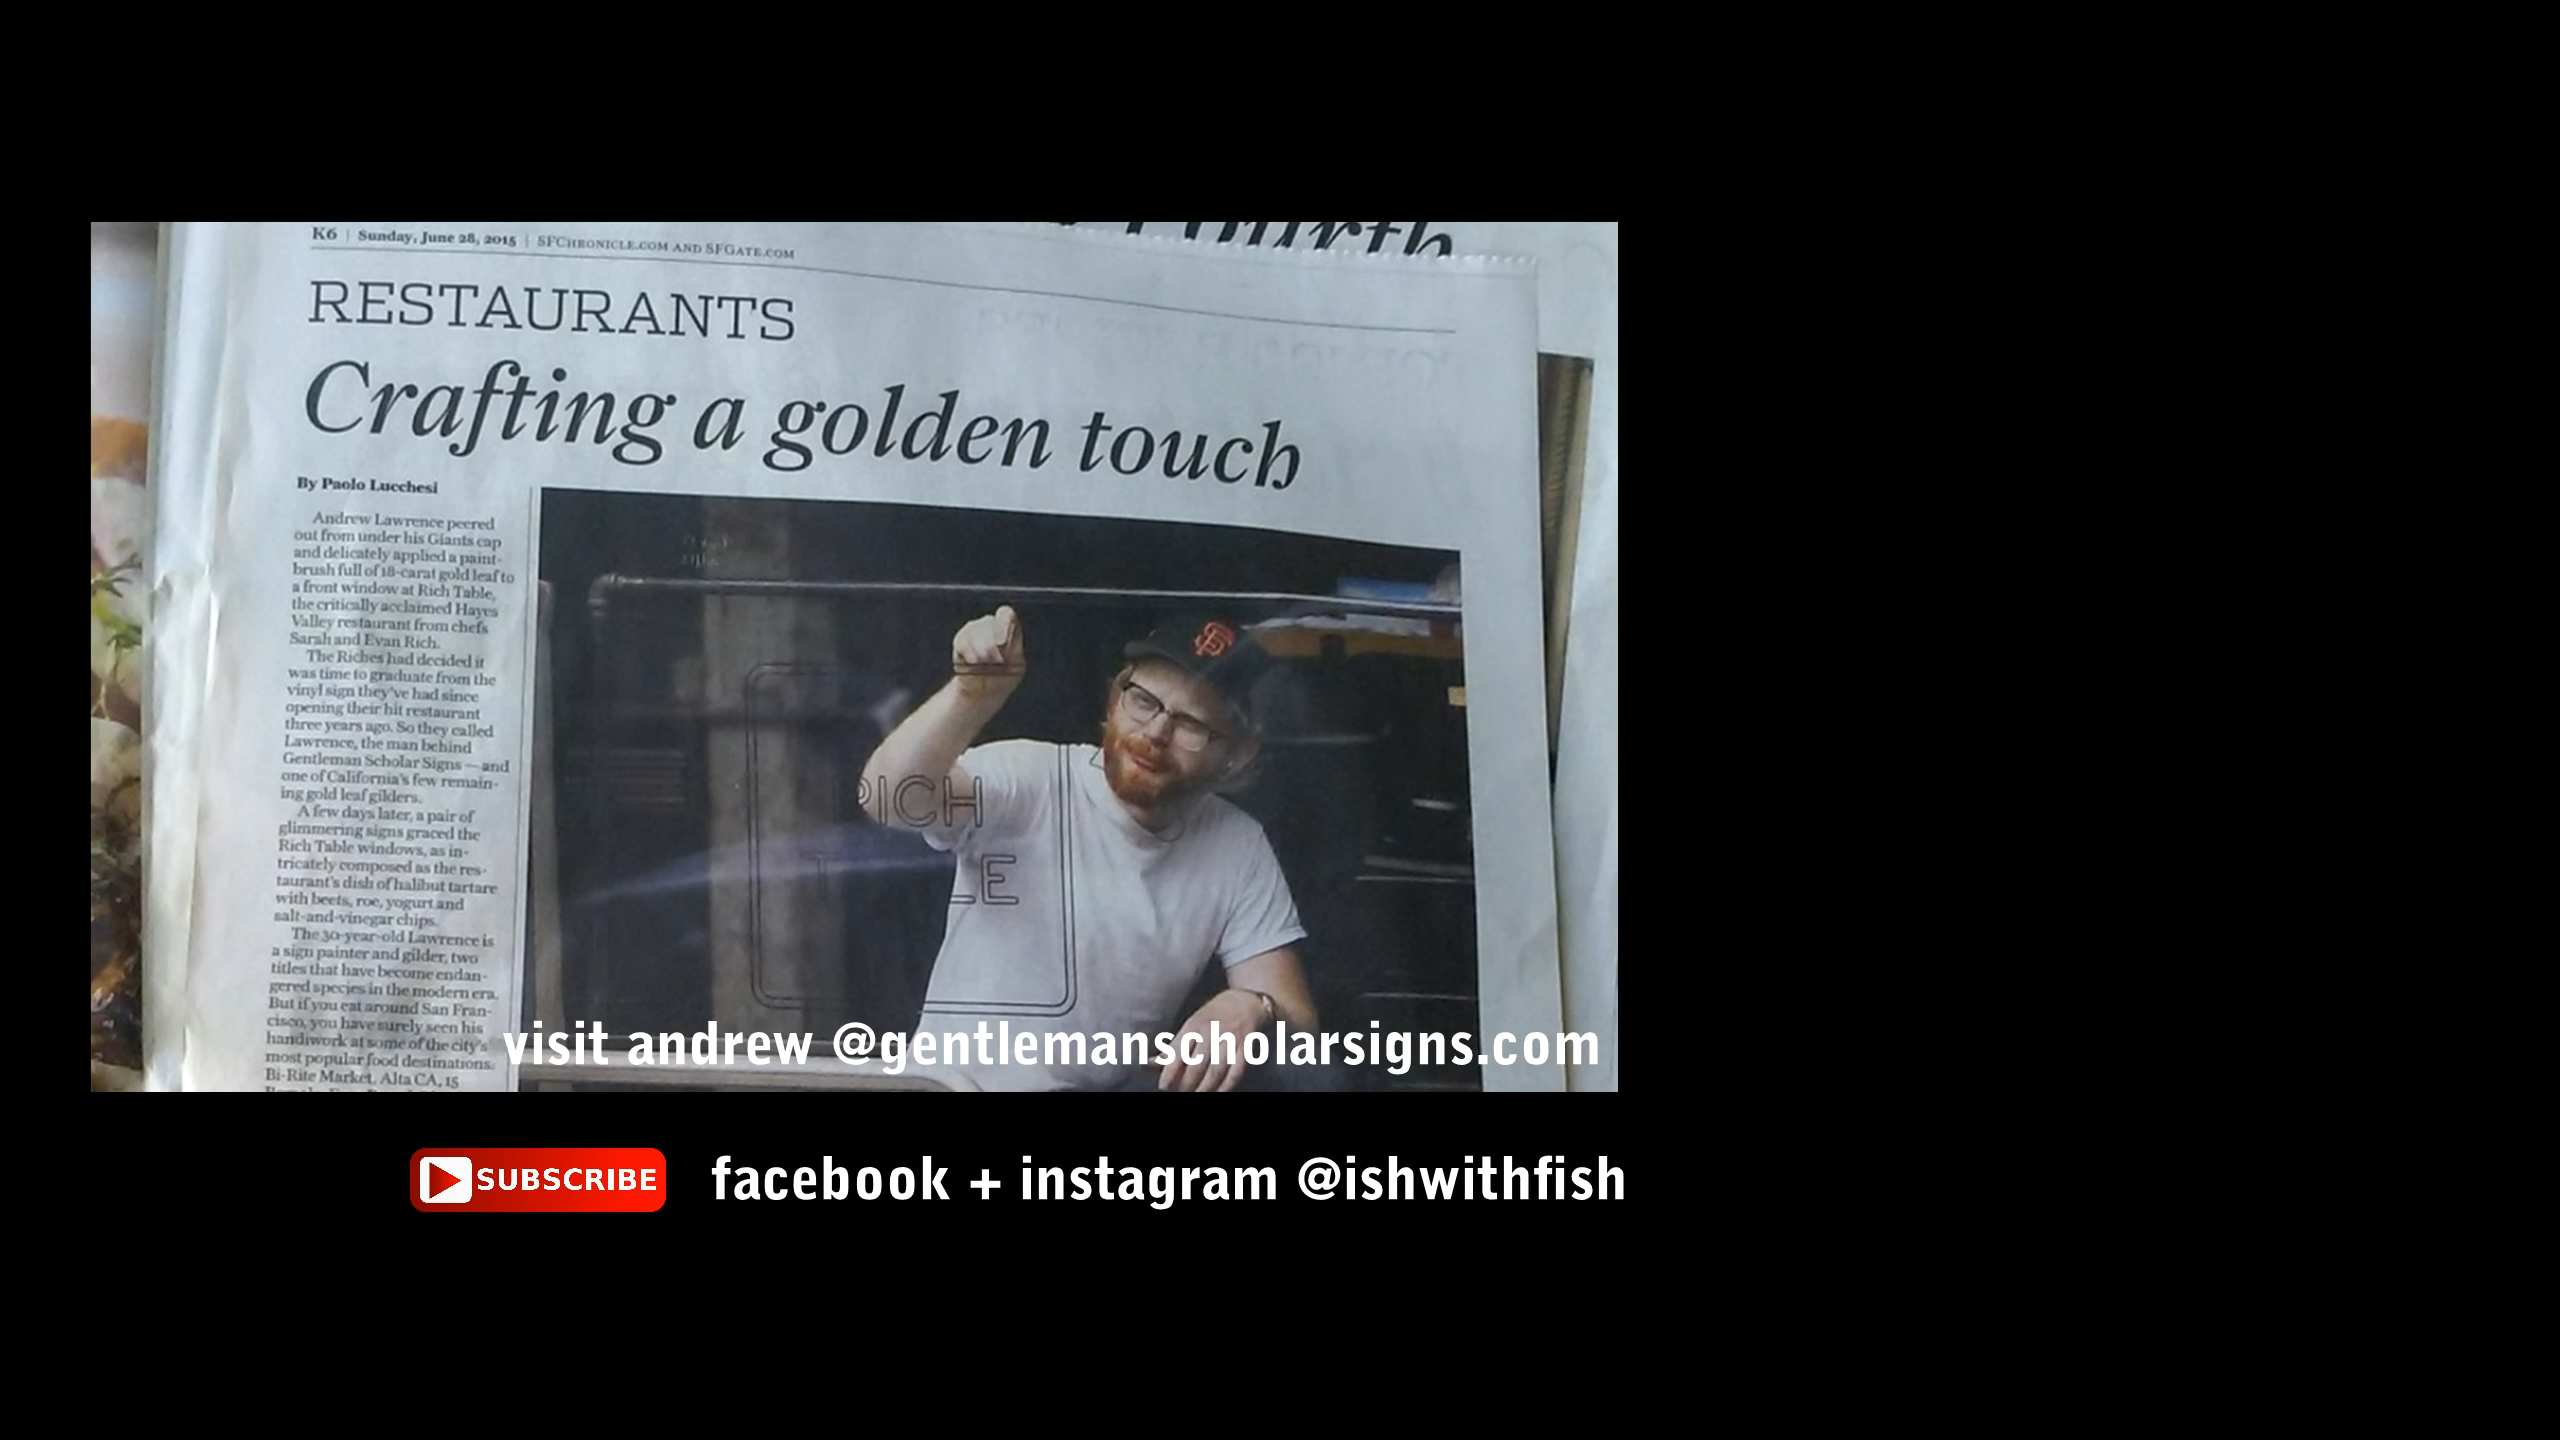 Fourth
K6 | Sunday, June 28, 2015 | SFChronicle.com and SFGate.com
RESTAURANTS
Crafting a golden touch
By Paolo Lucchesi
Andrew Lawrence peered
out from under his Giants cap
and delicately applied a paint-
brush full of 18-carat gold leaf to
a front window at Rich Table,
the critically acclaimed Hayes
Valley restaurant from chefs
Sarah and Evan Rich.
The Riches had decided it
was time to graduate from the
vinyl sign they've had since
opening their hit restaurant
three years ago. So they called
Lawrence, the man behind
Gentleman Scholar Signs — and
one of California's few remain-
ing gold leaf gilders.
A few days later, a pair of
glimmering signs graced the
Rich Table windows, as in-
tricately composed as the res-
taurant's dish of halibut tartare
with beets, roe, yogurt and
salt-and-vinegar chips.
The 30-year-old Lawrence is
a sign painter and gilder, two
titles that have become endan-
gered species in the modern era.
But if you eat around San Fran-
cisco, you have surely seen his
handiwork at some of the city's
most popular food destinations:
Bi-Rite Market, Alta CA, 15
SF
RICH
T LE
visit andrew @gentlemanscholarsigns.com
SUBSCRIBE
facebook + instagram @ishwithfish